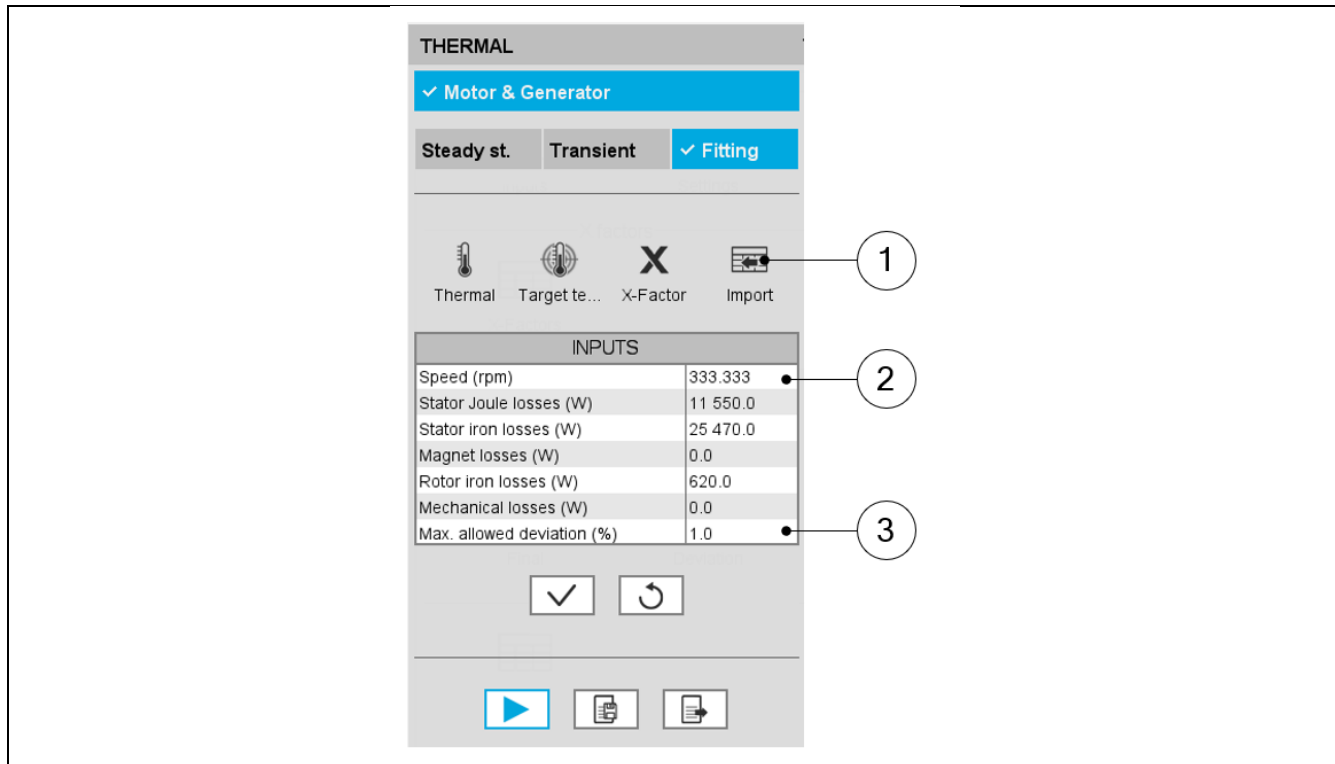 THERMAL
✓ Motor & Generator
Steady st. Transient ✓ Fitting
1
Thermal Target te... X-Factor Import
INPUTS
Speed (rpm) 333.333
2
Stator Joule losses (W) 11 550.0
Stator iron losses (W) 25 470.0
Magnet losses (W) 0.0
Rotor iron losses (W) 620.0
Mechanical losses (W) 0.0
Max. allowed deviation (%) 1.0
3